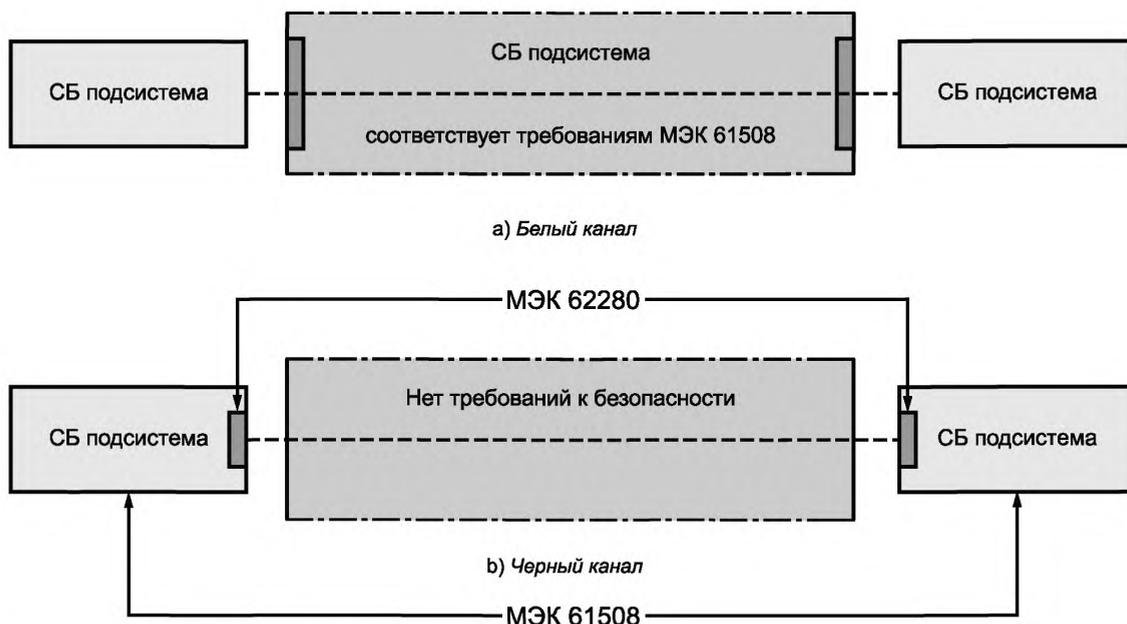 СБ подсистема
СБ подсистема
соответствует требованиям МЭК 61508
СБ подсистема
a) Белый канал
МЭК 62280
СБ подсистема
Нет требований к безопасности
СБ подсистема
b) Черный канал
МЭК 61508